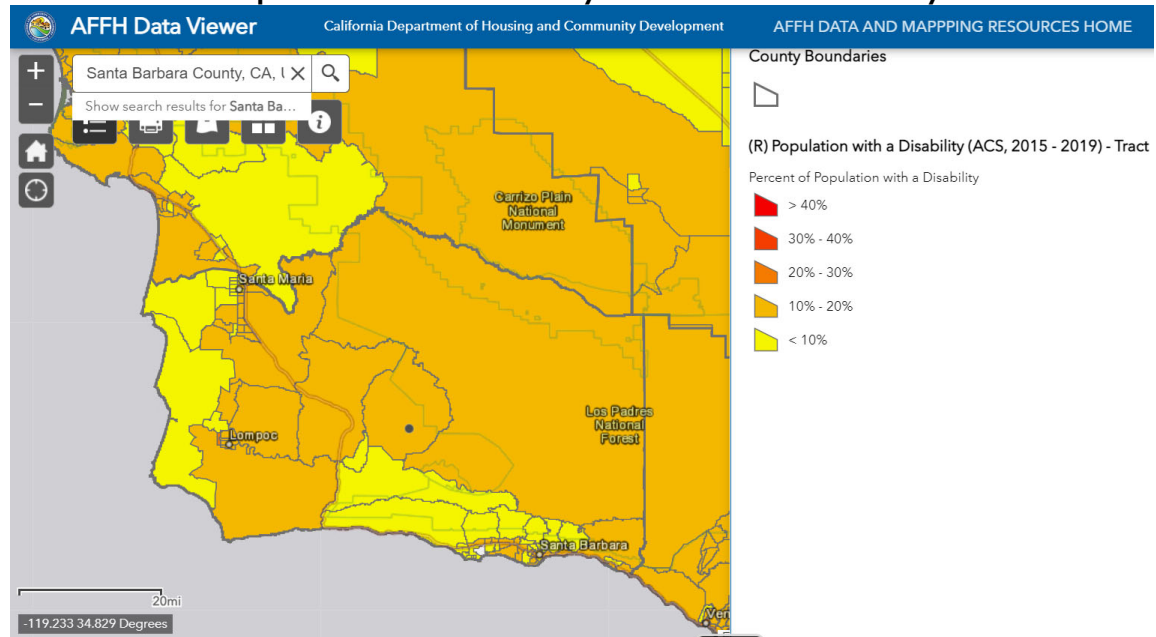 AFFH Data Viewer
California Department of Housing and Community Development
AFFH DATA AND MAPPPING RESOURCES HOME
Santa Barbara County, CA, U
Show search results for Santa Ba...
Carrizo Plain
National
Monument
Santa Maria
Lompoc
Los Padres
National
Forest
Santa Barbara
Ven
20mi
-119.233 34.829 Degrees
County Boundaries
(R) Population with a Disability (ACS, 2015 - 2019) - Tract
Percent of Population with a Disability
> 40%
30% - 40%
20% - 30%
10% - 20%
< 10%